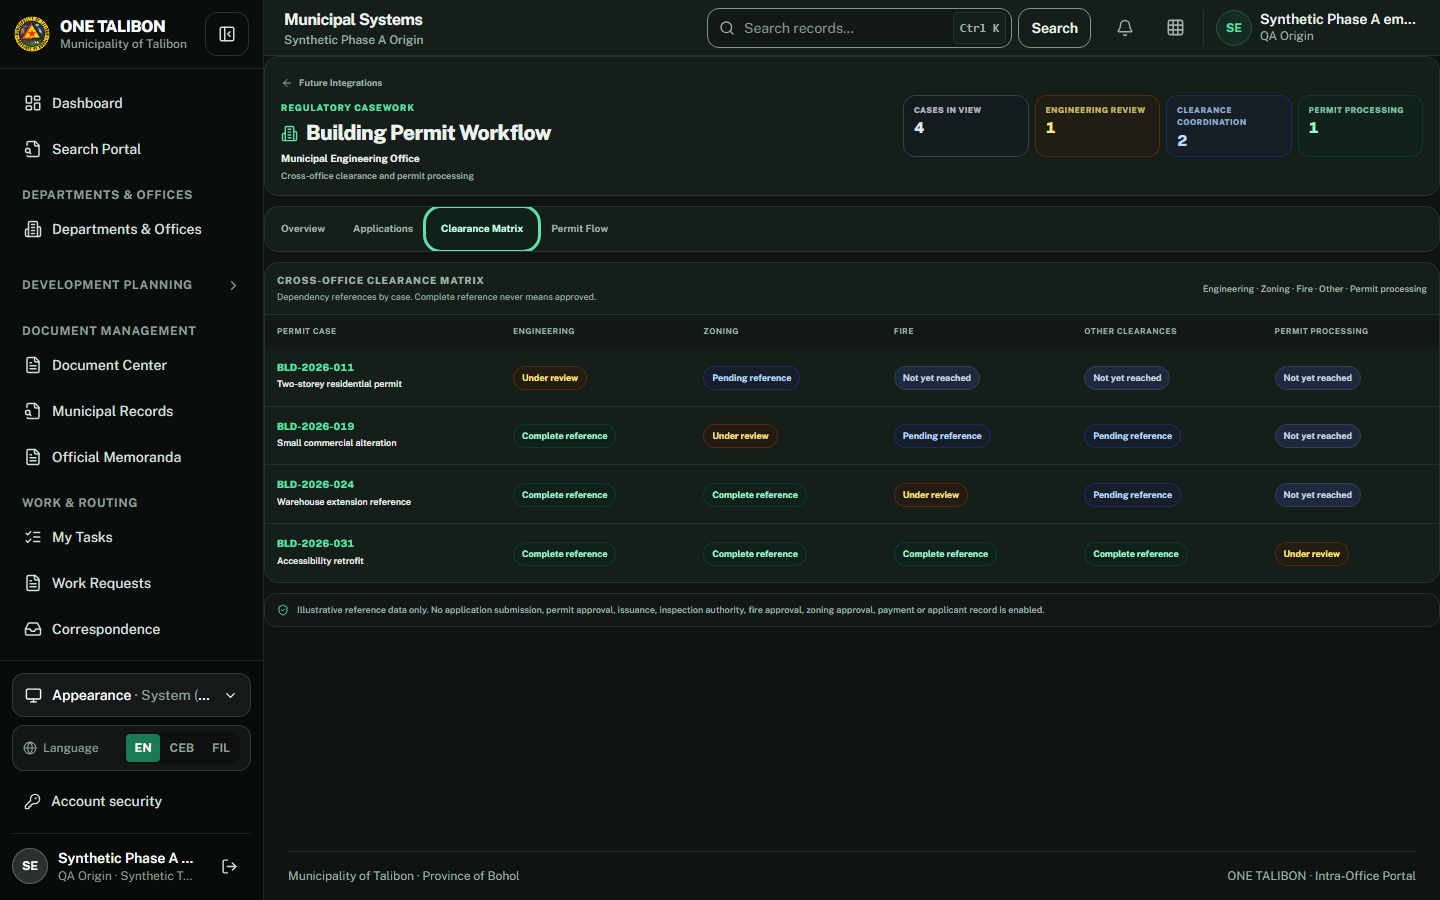 ONE TALIBON
Municipality of Talibon
Dashboard
Search Portal
DEPARTMENTS & OFFICES
Departments & Offices
DEVELOPMENT PLANNING
DOCUMENT MANAGEMENT
Document Center
Municipal Records
Official Memoranda
WORK & ROUTING
My Tasks
Work Requests
Correspondence
Appearance · System (...
Language EN CEB FIL
Account security
SE Synthetic Phase A ...
QA Origin · Synthetic T...
Municipal Systems
Synthetic Phase A Origin
Search records... Ctrl K Search
SE Synthetic Phase A em...
QA Origin
Future Integrations
REGULATORY CASEWORK
Building Permit Workflow
Municipal Engineering Office
Cross-office clearance and permit processing
CASES IN VIEW
4
ENGINEERING REVIEW
1
CLEARANCE
COORDINATION
2
PERMIT PROCESSING
1
Overview Applications Clearance Matrix Permit Flow
CROSS-OFFICE CLEARANCE MATRIX
Dependency references by case. Complete reference never means approved.
Engineering · Zoning · Fire · Other · Permit processing
PERMIT CASE ENGINEERING ZONING FIRE OTHER CLEARANCES PERMIT PROCESSING
BLD-2026-011
Two-storey residential permit
Under review Pending reference Not yet reached Not yet reached Not yet reached
BLD-2026-019
Small commercial alteration
Complete reference Under review Pending reference Pending reference Not yet reached
BLD-2026-024
Warehouse extension reference
Complete reference Complete reference Under review Pending reference Not yet reached
BLD-2026-031
Accessibility retrofit
Complete reference Complete reference Complete reference Complete reference Under review
Illustrative reference data only. No application submission, permit approval, issuance, inspection authority, fire approval, zoning approval, payment or applicant record is enabled.
Municipality of Talibon · Province of Bohol
ONE TALIBON · Intra-Office Portal